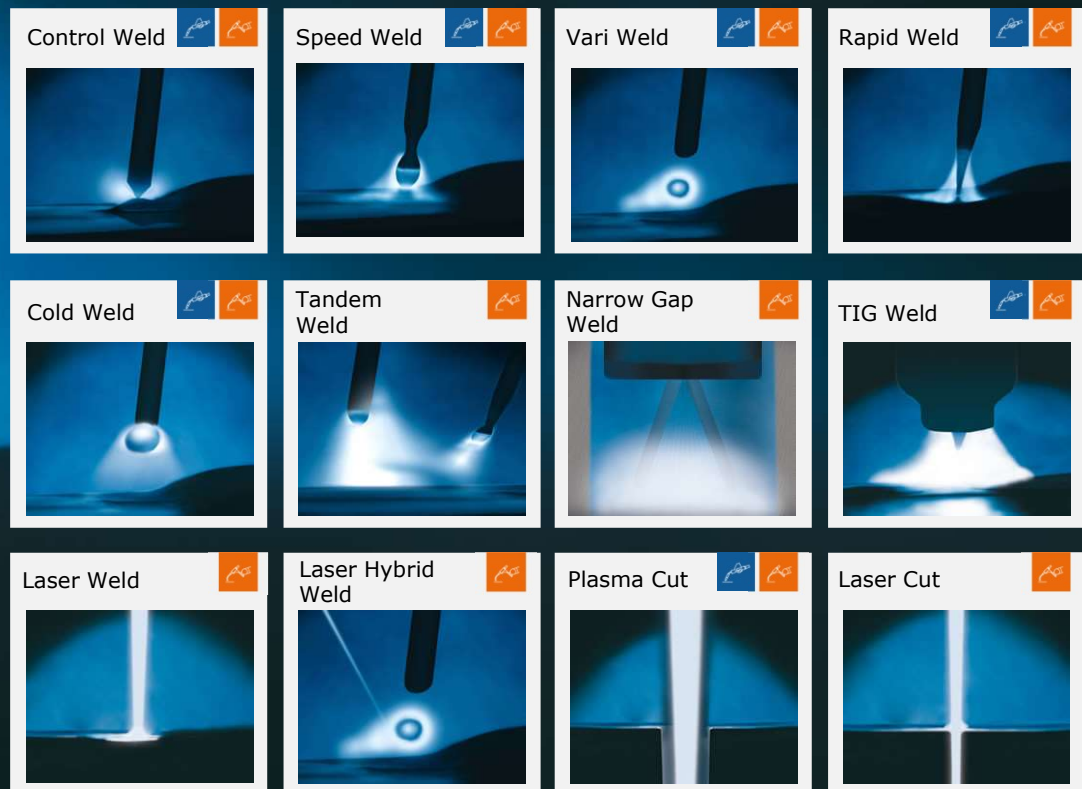 Control Weld
Speed Weld
Vari Weld
Rapid Weld
Cold Weld
Tandem
Weld
Narrow Gap
Weld
TIG Weld
Laser Weld
Laser Hybrid
Weld
Plasma Cut
Laser Cut